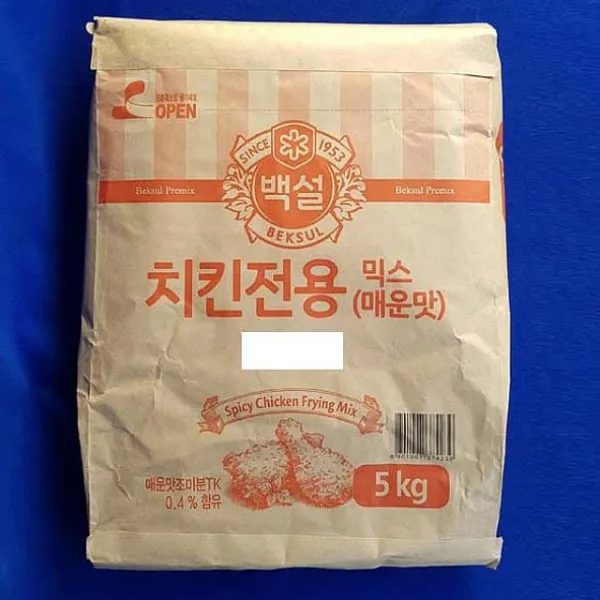 OPEN
SINCE 1953
백설
BEKSUL
Beksul Premix
Beksul Premix
치킨전용 믹스
(매운맛)
Spicy Chicken Frying Mix
매운맛조미분TK
0.4% 함유
5 kg